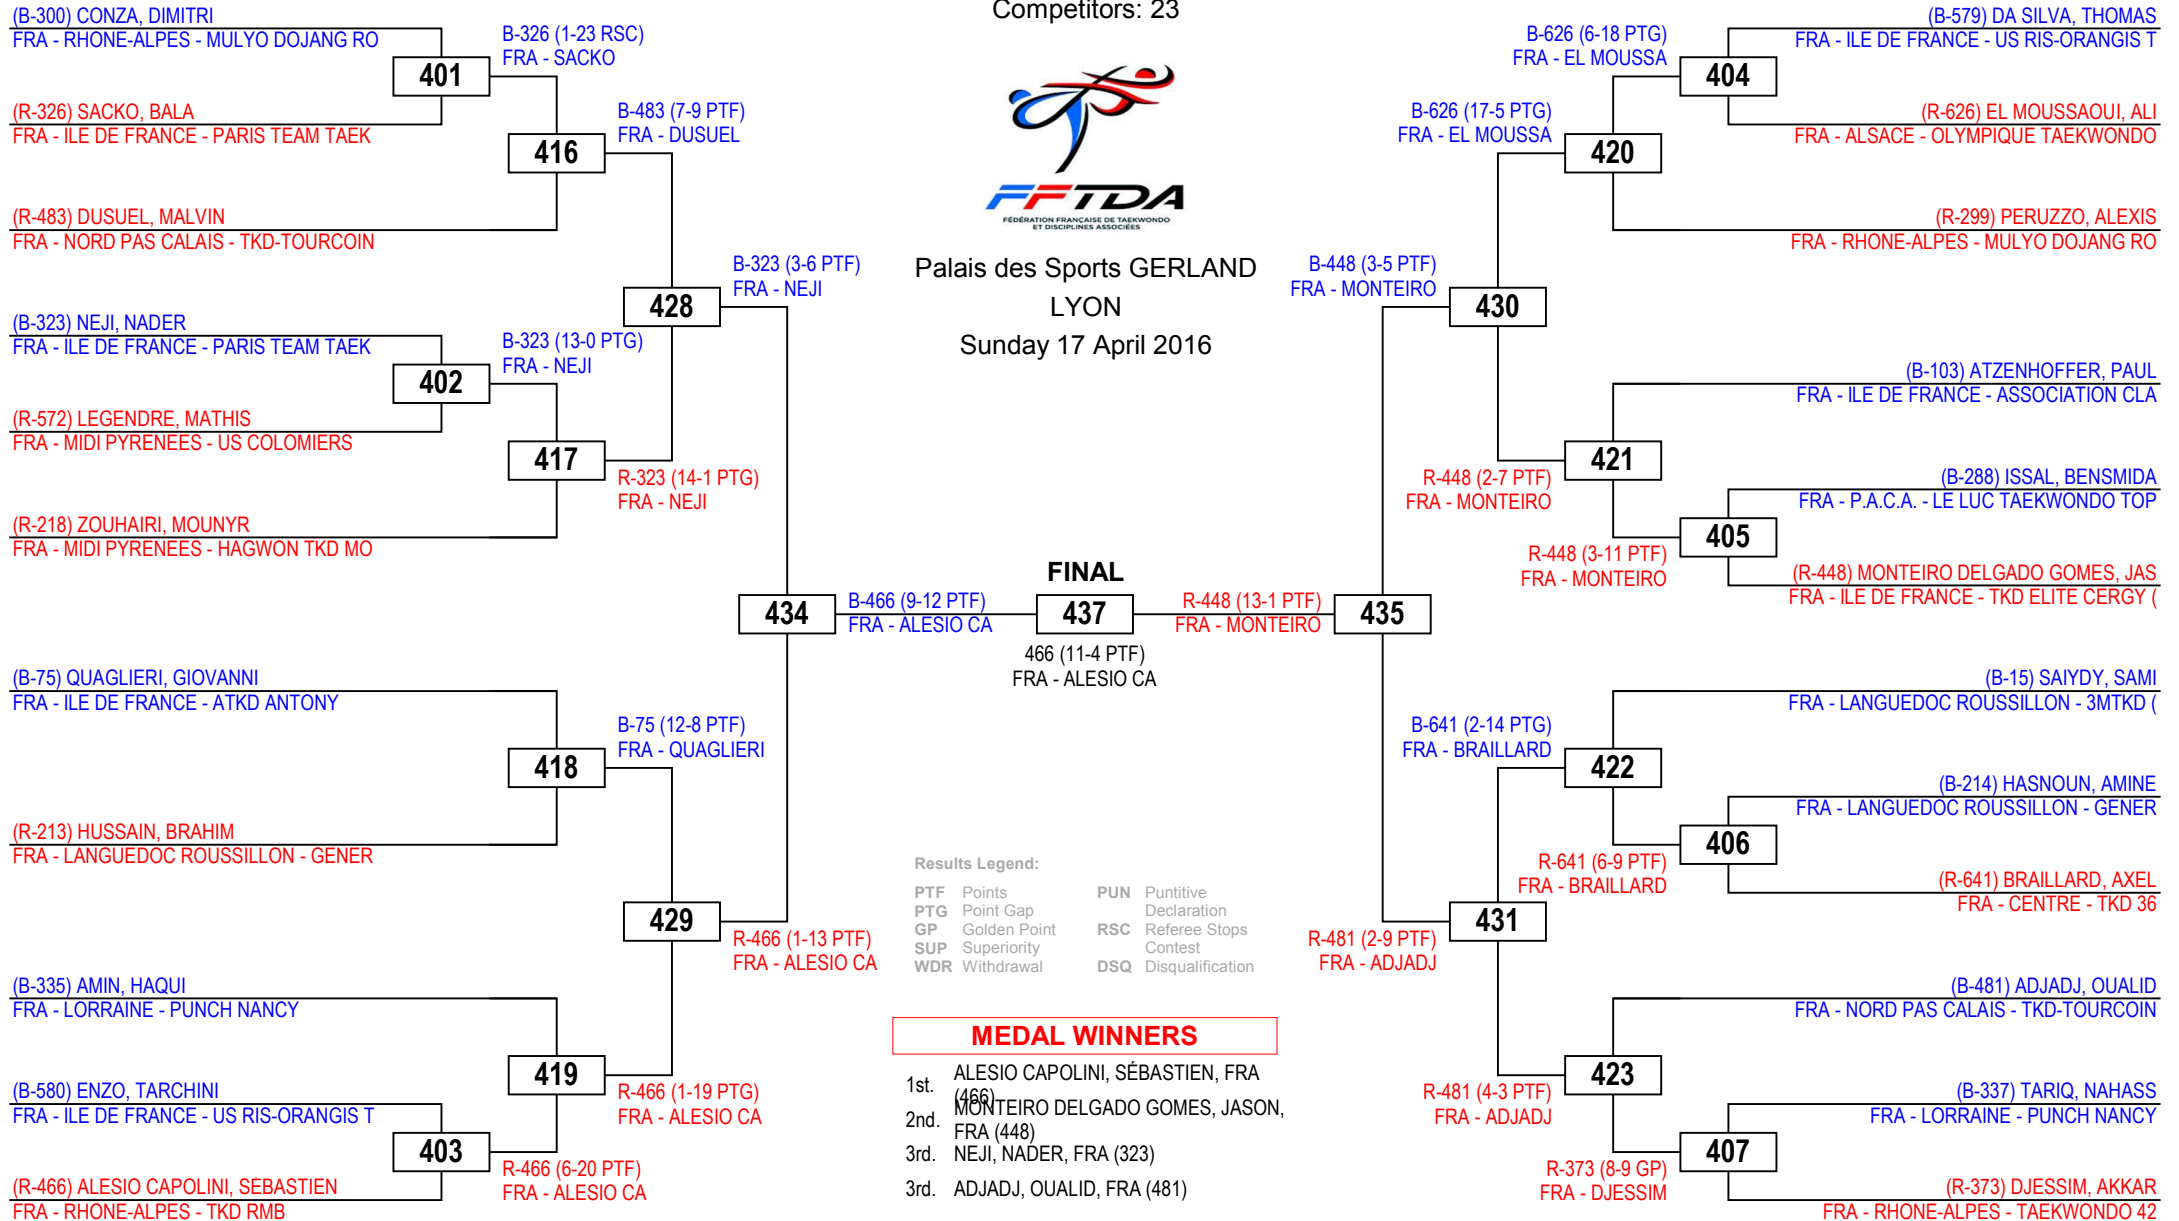 (B-300) CONZA, DIMITRI
FRA - RHONE-ALPES - MULYO DOJANG RO
401
(R-326) SACKO, BALA
FRA - ILE DE FRANCE - PARIS TEAM TAEK
B-326 (1-23 RSC)
FRA - SACKO
416
(R-483) DUSUEL, MALVIN
FRA - NORD PAS CALAIS - TKD-TOURCOIN
B-483 (7-9 PTF)
FRA - DUSUEL
428
(B-323) NEJI, NADER
FRA - ILE DE FRANCE - PARIS TEAM TAEK
402
(R-572) LEGENDRE, MATHIS
FRA - MIDI PYRENEES - US COLOMIERS
B-323 (13-0 PTG)
FRA - NEJI
417
(R-218) ZOUHAIRI, MOUNYR
FRA - MIDI PYRENEES - HAGWON TKD MO
R-323 (14-1 PTG)
FRA - NEJI
B-323 (3-6 PTF)
FRA - NEJI
434
(B-75) QUAGLIERI, GIOVANNI
FRA - ILE DE FRANCE - ATKD ANTONY
418
(R-213) HUSSAIN, BRAHIM
FRA - LANGUEDOC ROUSSILLON - GENER
B-75 (12-8 PTF)
FRA - QUAGLIERI
429
(B-335) AMIN, HAQUI
FRA - LORRAINE - PUNCH NANCY
419
(B-580) ENZO, TARCHINI
FRA - ILE DE FRANCE - US RIS-ORANGIS T
403
(R-466) ALESIO CAPOLINI, SEBASTIEN
FRA - RHONE-ALPES - TKD RMB
R-466 (6-20 PTF)
FRA - ALESIO CA
R-466 (1-19 PTG)
FRA - ALESIO CA
R-466 (1-13 PTF)
FRA - ALESIO CA
B-466 (9-12 PTF)
FRA - ALESIO CA
Competitors: 23
FFTDA
FÉDÉRATION FRANÇAISE DE TAEKWONDO
ET DISCIPLINES ASSOCIÉES
Palais des Sports GERLAND
LYON
Sunday 17 April 2016
FINAL
437
466 (11-4 PTF)
FRA - ALESIO CA
R-448 (13-1 PTF)
FRA - MONTEIRO
435
Results Legend:
PTF Points
PTG Point Gap
GP Golden Point
SUP Superiority
WDR Withdrawal
PUN Puntitive
Declaration
RSC Referee Stops
Contest
DSQ Disqualification
MEDAL WINNERS
1st. ALESIO CAPOLINI, SÉBASTIEN, FRA
(466)
2nd. MONTEIRO DELGADO GOMES, JASON,
FRA (448)
3rd. NEJI, NADER, FRA (323)
3rd. ADJADJ, OUALID, FRA (481)
(B-579) DA SILVA, THOMAS
FRA - ILE DE FRANCE - US RIS-ORANGIS T
404
(R-626) EL MOUSSAOUI, ALI
FRA - ALSACE - OLYMPIQUE TAEKWONDO
B-626 (6-18 PTG)
FRA - EL MOUSSA
420
(R-299) PERUZZO, ALEXIS
FRA - RHONE-ALPES - MULYO DOJANG RO
B-626 (17-5 PTG)
FRA - EL MOUSSA
430
B-448 (3-5 PTF)
FRA - MONTEIRO
(B-103) ATZENHOFFER, PAUL
FRA - ILE DE FRANCE - ASSOCIATION CLA
421
(B-288) ISSAL, BENSMIDA
FRA - P.A.C.A. - LE LUC TAEKWONDO TOP
405
(R-448) MONTEIRO DELGADO GOMES, JAS
FRA - ILE DE FRANCE - TKD ELITE CERGY (
R-448 (3-11 PTF)
FRA - MONTEIRO
R-448 (2-7 PTF)
FRA - MONTEIRO
(B-15) SAIYDY, SAMI
FRA - LANGUEDOC ROUSSILLON - 3MTKD (
422
(B-214) HASNOUN, AMINE
FRA - LANGUEDOC ROUSSILLON - GENER
406
(R-641) BRAILLARD, AXEL
FRA - CENTRE - TKD 36
R-641 (6-9 PTF)
FRA - BRAILLARD
B-641 (2-14 PTG)
FRA - BRAILLARD
431
R-481 (2-9 PTF)
FRA - ADJADJ
(B-481) ADJADJ, OUALID
FRA - NORD PAS CALAIS - TKD-TOURCOIN
423
(B-337) TARIQ, NAHASS
FRA - LORRAINE - PUNCH NANCY
407
(R-373) DJESSIM, AKKAR
FRA - RHONE-ALPES - TAEKWONDO 42
R-373 (8-9 GP)
FRA - DJESSIM
R-481 (4-3 PTF)
FRA - ADJADJ